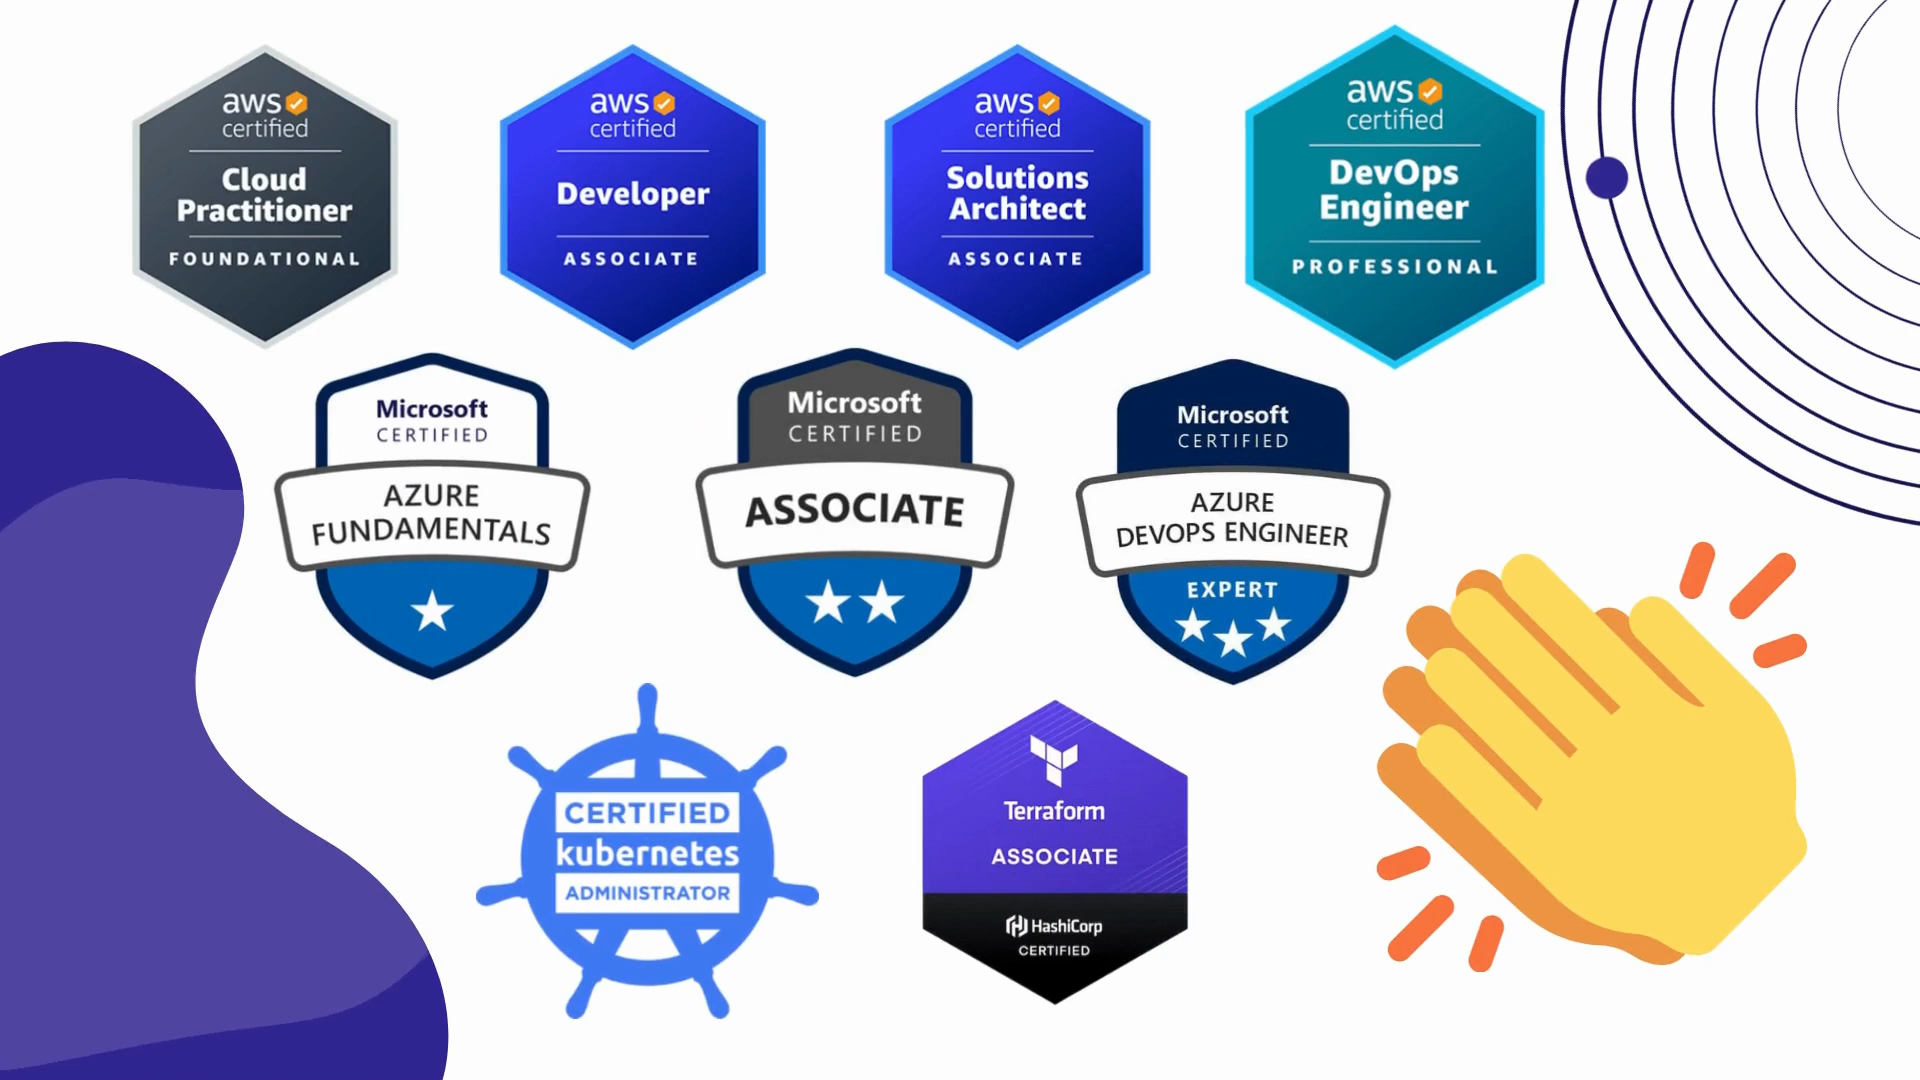 aws
certified
Cloud
Practitioner
FOUNDATIONAL
aws
certified
Developer
ASSOCIATE
aws
certified
Solutions
Architect
ASSOCIATE
aws
certified
DevOps
Engineer
PROFESSIONAL
Microsoft
CERTIFIED
AZURE
FUNDAMENTALS
Microsoft
CERTIFIED
ASSOCIATE
Microsoft
CERTIFIED
AZURE
DEVOPS ENGINEER
EXPERT
CERTIFIED
kubernetes
ADMINISTRATOR
Terraform
ASSOCIATE
HashiCorp
CERTIFIED